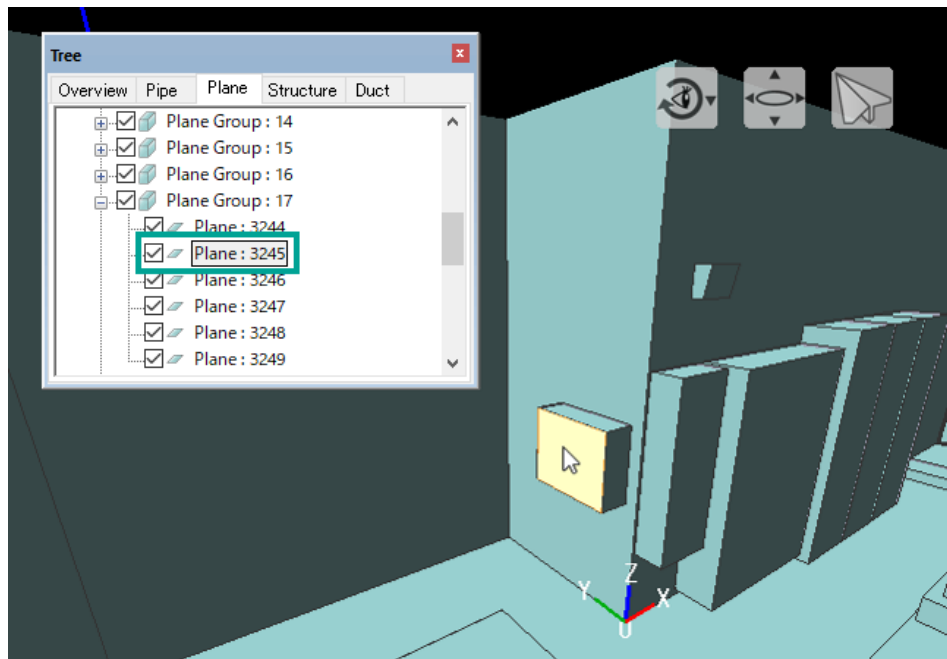 Tree
x
Overview Pipe Plane Structure Duct
Plane Group : 14
Plane Group : 15
Plane Group : 16
Plane Group : 17
Plane : 3244
Plane : 3245
Plane : 3246
Plane : 3247
Plane : 3248
Plane : 3249
Z
Y X
U